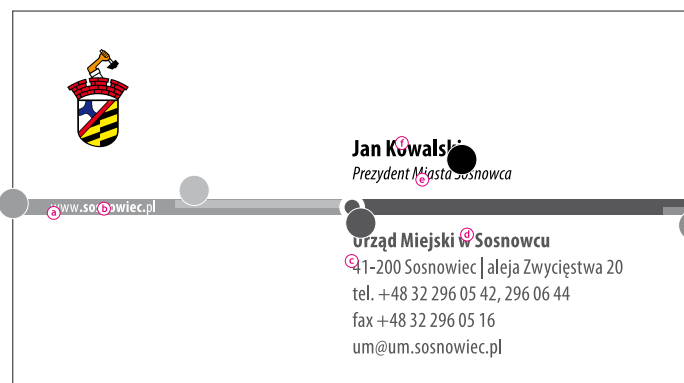 Jan Kowalski
Prezydent Miasta Sosnowca
www.sosnowiec.pl
Urząd Miejski w Sosnowcu
41-200 Sosnowiec | aleja Zwycięstwa 20
tel. +48 32 296 05 42, 296 06 44
fax +48 32 296 05 16
um@um.sosnowiec.pl
f
e
a
b
d
c